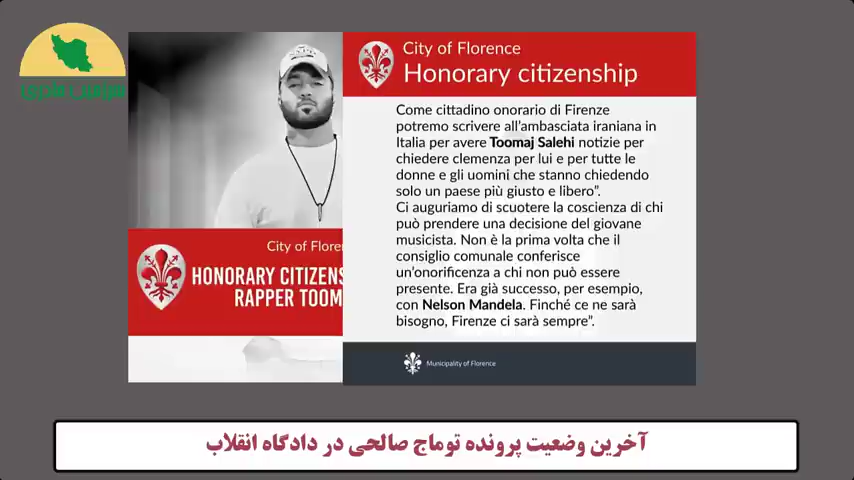 City of Florence
Honorary citizenship
Come cittadino onorario di Firenze
potremo scrivere all'ambasciata iraniana in
Italia per avere Toomaj Salehi notizie per
chiedere clemenza per lui e per tutte le
donne e gli uomini che stanno chiedendo
solo un paese più giusto e libero".
Ci auguriamo di scuotere la coscienza di chi
può prendere una decisione del giovane
musicista. Non è la prima volta che il
consiglio comunale conferisce
un'onorificenza a chi non può essere
presente. Era già successo, per esempio,
con Nelson Mandela. Finché ce ne sarà
bisogno, Firenze ci sarà sempre".
Municipality of Florence
City of Floren
HONORARY CITIZENS
RAPPER TOOM
آخرین وضعیت پرونده توماج صالحی در دادگاه انقلاب